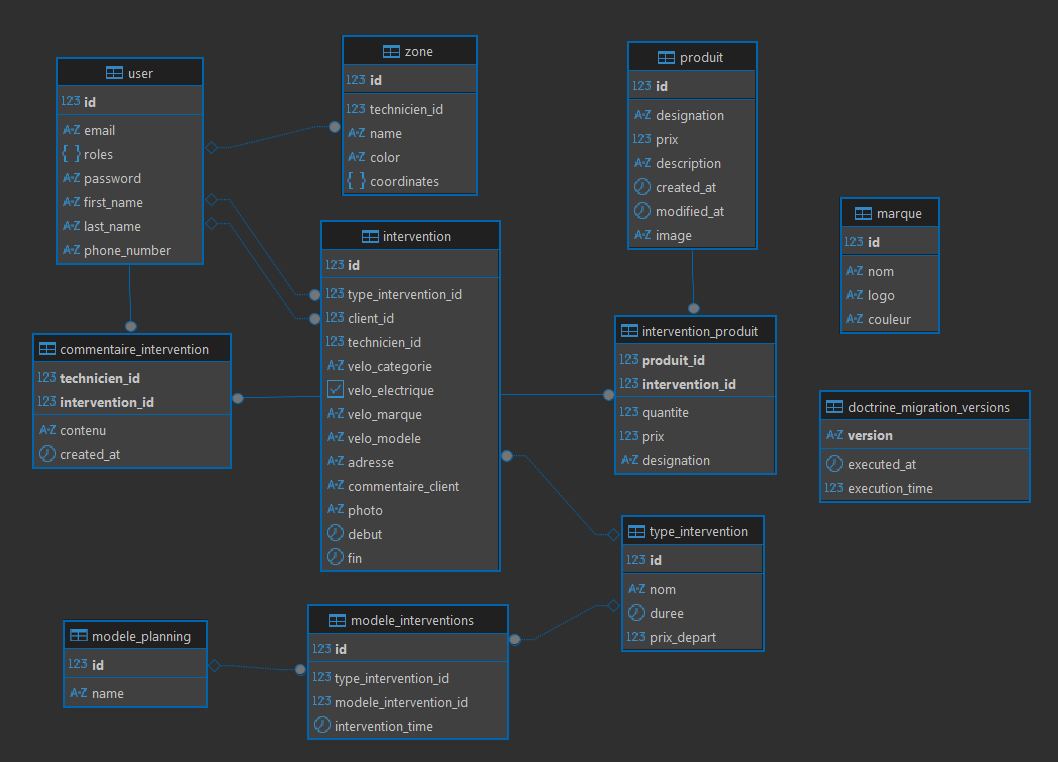 user
123 id
A-Z email
{ } roles
A-Z password
A-Z first_name
A-Z last_name
A-Z phone_number
zone
123 id
123 technicien_id
A-Z name
A-Z color
{ } coordinates
produit
123 id
A-Z designation
123 prix
A-Z description
created_at
modified_at
A-Z image
marque
123 id
A-Z nom
A-Z logo
A-Z couleur
intervention
123 id
123 type_intervention_id
123 client_id
123 technicien_id
A-Z velo_categorie
velo_electrique
A-Z velo_marque
A-Z velo_modele
A-Z adresse
A-Z commentaire_client
A-Z photo
debut
fin
commentaire_intervention
123 technicien_id
123 intervention_id
A-Z contenu
created_at
intervention_produit
123 produit_id
123 intervention_id
123 quantite
123 prix
A-Z designation
doctrine_migration_versions
A-Z version
executed_at
123 execution_time
type_intervention
123 id
A-Z nom
duree
123 prix_depart
modele_planning
123 id
A-Z name
modele_interventions
123 id
123 type_intervention_id
123 modele_intervention_id
intervention_time